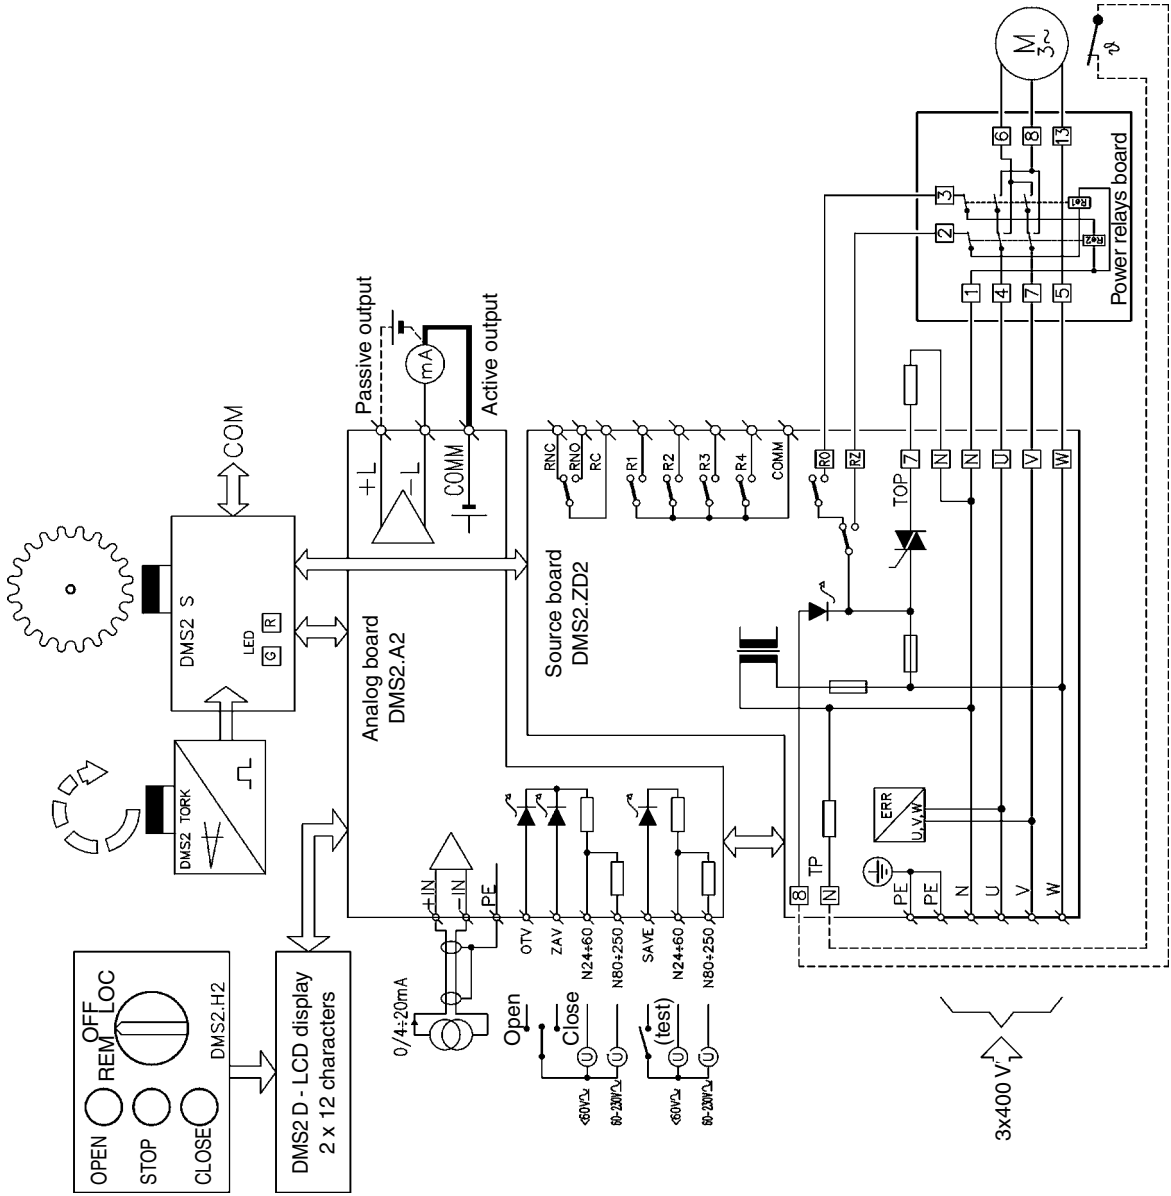 OPEN
STOP
CLOSE
REM
OFF
LOC
DMS2.H2
DMS2 D - LCD display
2 x 12 characters
DMS2 TORK
DMS2 S
LED
G
R
COM
Analog board
DMS2.A2
+L
-L
COMM
Passive output
mA
Active output
0/4÷20mA
+IN
-IN
PE
OTV
ZAV
N24÷60
N80÷250
SAVE
N24÷60
N80÷250
Open
Close
U
U
<60V
60-230V
(test)
U
U
<60V
60-230V
Source board
DMS2.ZD2
RNC
RNO
RC
R1
R2
R3
R4
COMM
RO
RZ
TOP
7
N
N
U
V
W
TP
8
N
ERR
U,V,W
PE
PE
N
U
V
W
3x400 V
3
2
1
4
7
5
6
8
13
Re1
Re2
Power relays board
M
3~
ϑ